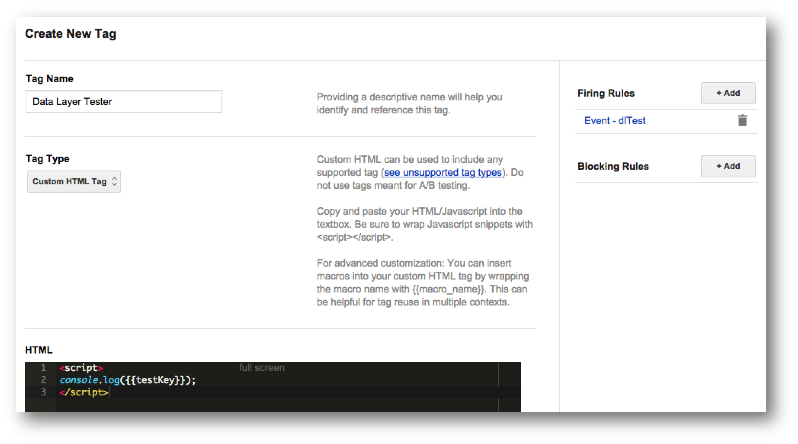 Create New Tag
Tag Name
Data Layer Tester
Providing a descriptive name will help you
identify and reference this tag.
Tag Type
Custom HTML Tag
Custom HTML can be used to include any
supported tag (see unsupported tag types). Do
not use tags meant for A/B testing.
Copy and paste your HTML/Javascript into the
textbox. Be sure to wrap Javascript snippets with
<script></script>.
For advanced customization: You can insert
macros into your custom HTML tag by wrapping
the macro name with {{macro_name}}. This can
be helpful for tag reuse in multiple contexts.
HTML
1 <script>
full screen
2 console.log({{testKey}});
3 </script>
Firing Rules
+ Add
Event - dlTest
Blocking Rules
+ Add